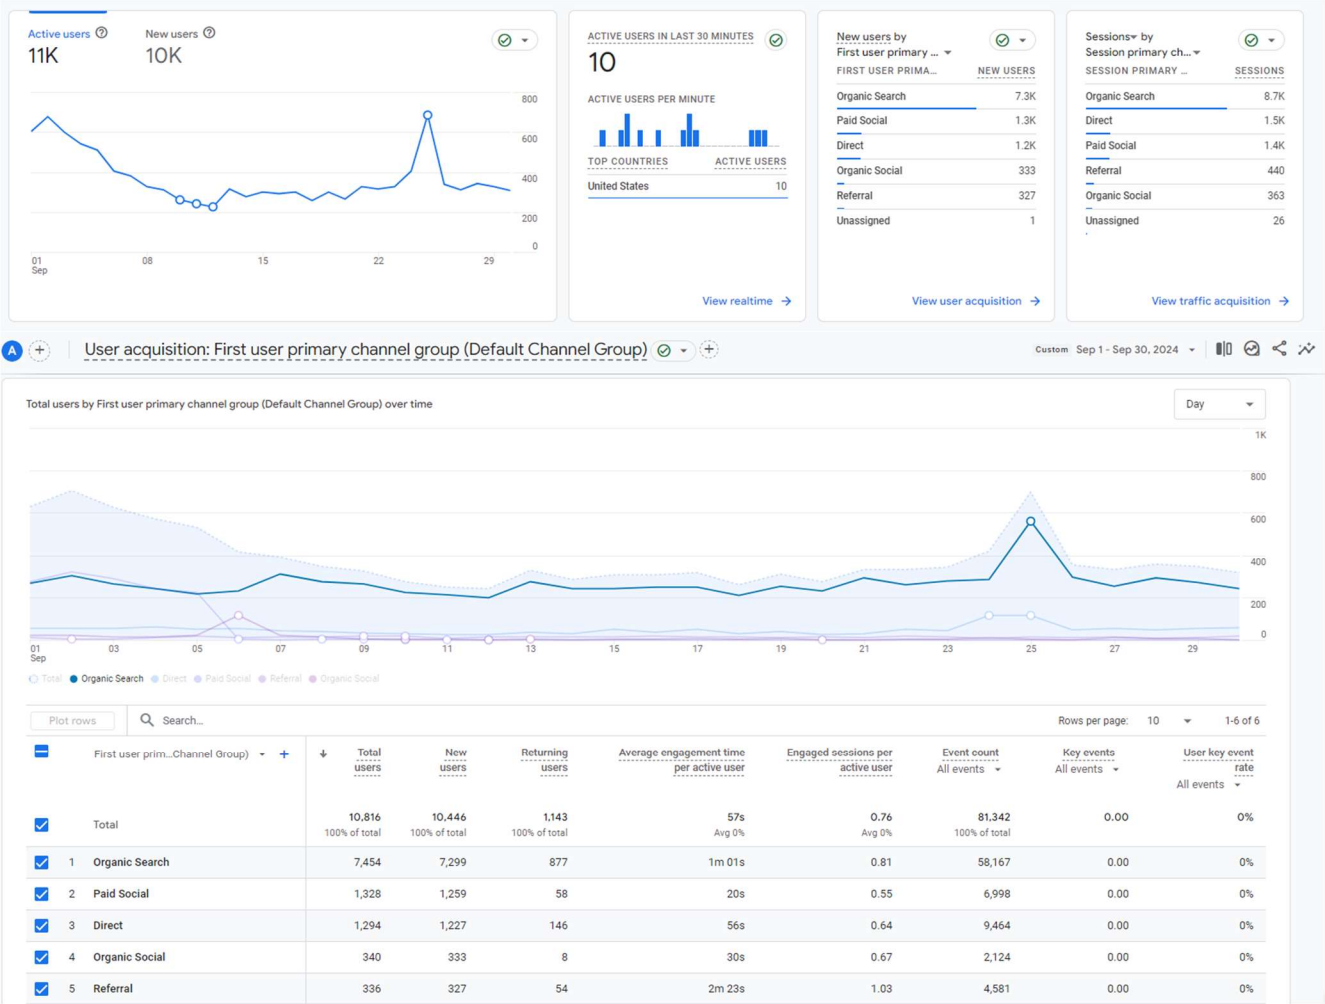 Active users
11K
New users
10K
800
600
400
200
0
01
Sep
08
15
22
29
ACTIVE USERS IN LAST 30 MINUTES
10
ACTIVE USERS PER MINUTE
TOP COUNTRIES ACTIVE USERS
United States 10
View realtime
New users by
First user primary ...
FIRST USER PRIMA... NEW USERS
Organic Search 7.3K
Paid Social 1.3K
Direct 1.2K
Organic Social 333
Referral 327
Unassigned 1
View user acquisition
Sessions by
Session primary ch...
SESSION PRIMARY ... SESSIONS
Organic Search 8.7K
Direct 1.5K
Paid Social 1.4K
Referral 440
Organic Social 363
Unassigned 26
View traffic acquisition
A
User acquisition: First user primary channel group (Default Channel Group)
Custom Sep 1 - Sep 30, 2024
Total users by First user primary channel group (Default Channel Group) over time
Day
1K
800
600
400
200
0
01
Sep
03
05
07
09
11
13
15
17
19
21
23
25
27
29
Total Organic Search Direct Paid Social Referral Organic Social
Plot rows
Search...
Rows per page: 10 1-6 of 6
First user prim...Channel Group)
Total
users
New
users
Returning
users
Average engagement time
per active user
Engaged sessions per
active user
Event count
All events
Key events
All events
User key event
rate
All events
Total 10,816 10,446 1,143 57s 0.76 81,342 0.00 0%
100% of total 100% of total 100% of total Avg 0% Avg 0% 100% of total
1 Organic Search 7,454 7,299 877 1m 01s 0.81 58,167 0.00 0%
2 Paid Social 1,328 1,259 58 20s 0.55 6,998 0.00 0%
3 Direct 1,294 1,227 146 56s 0.64 9,464 0.00 0%
4 Organic Social 340 333 8 30s 0.67 2,124 0.00 0%
5 Referral 336 327 54 2m 23s 1.03 4,581 0.00 0%